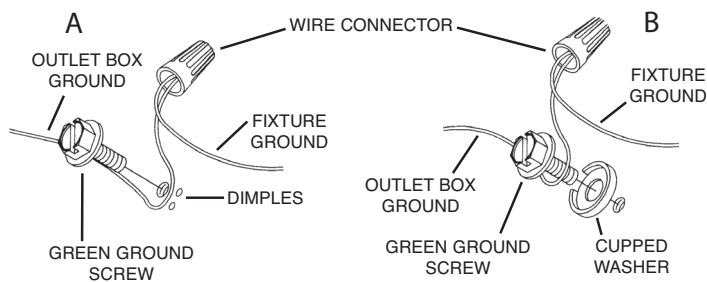 A
WIRE CONNECTOR
B
OUTLET BOX
GROUND
FIXTURE
GROUND
FIXTURE
GROUND
DIMPLES
OUTLET BOX
GROUND
GREEN GROUND
SCREW
GREEN GROUND
SCREW
CUPPED
WASHER